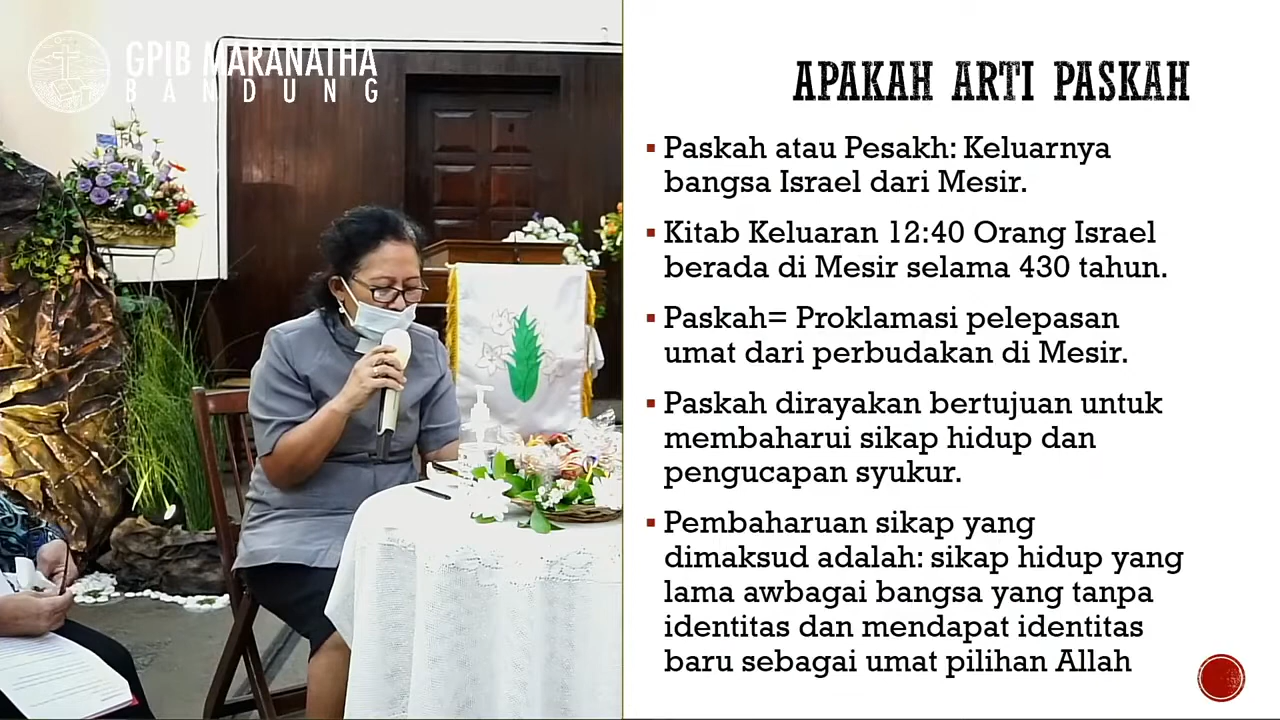 GPIB MARANATHA
BANDUNG
APAKAH ARTI PASKAH
▪ Paskah atau Pesakh: Keluarnya
bangsa Israel dari Mesir.
▪ Kitab Keluaran 12:40 Orang Israel
berada di Mesir selama 430 tahun.
▪ Paskah= Proklamasi pelepasan
umat dari perbudakan di Mesir.
▪ Paskah dirayakan bertujuan untuk
membaharui sikap hidup dan
pengucapan syukur.
▪ Pembaharuan sikap yang
dimaksud adalah: sikap hidup yang
lama awbagai bangsa yang tanpa
identitas dan mendapat identitas
baru sebagai umat pilihan Allah